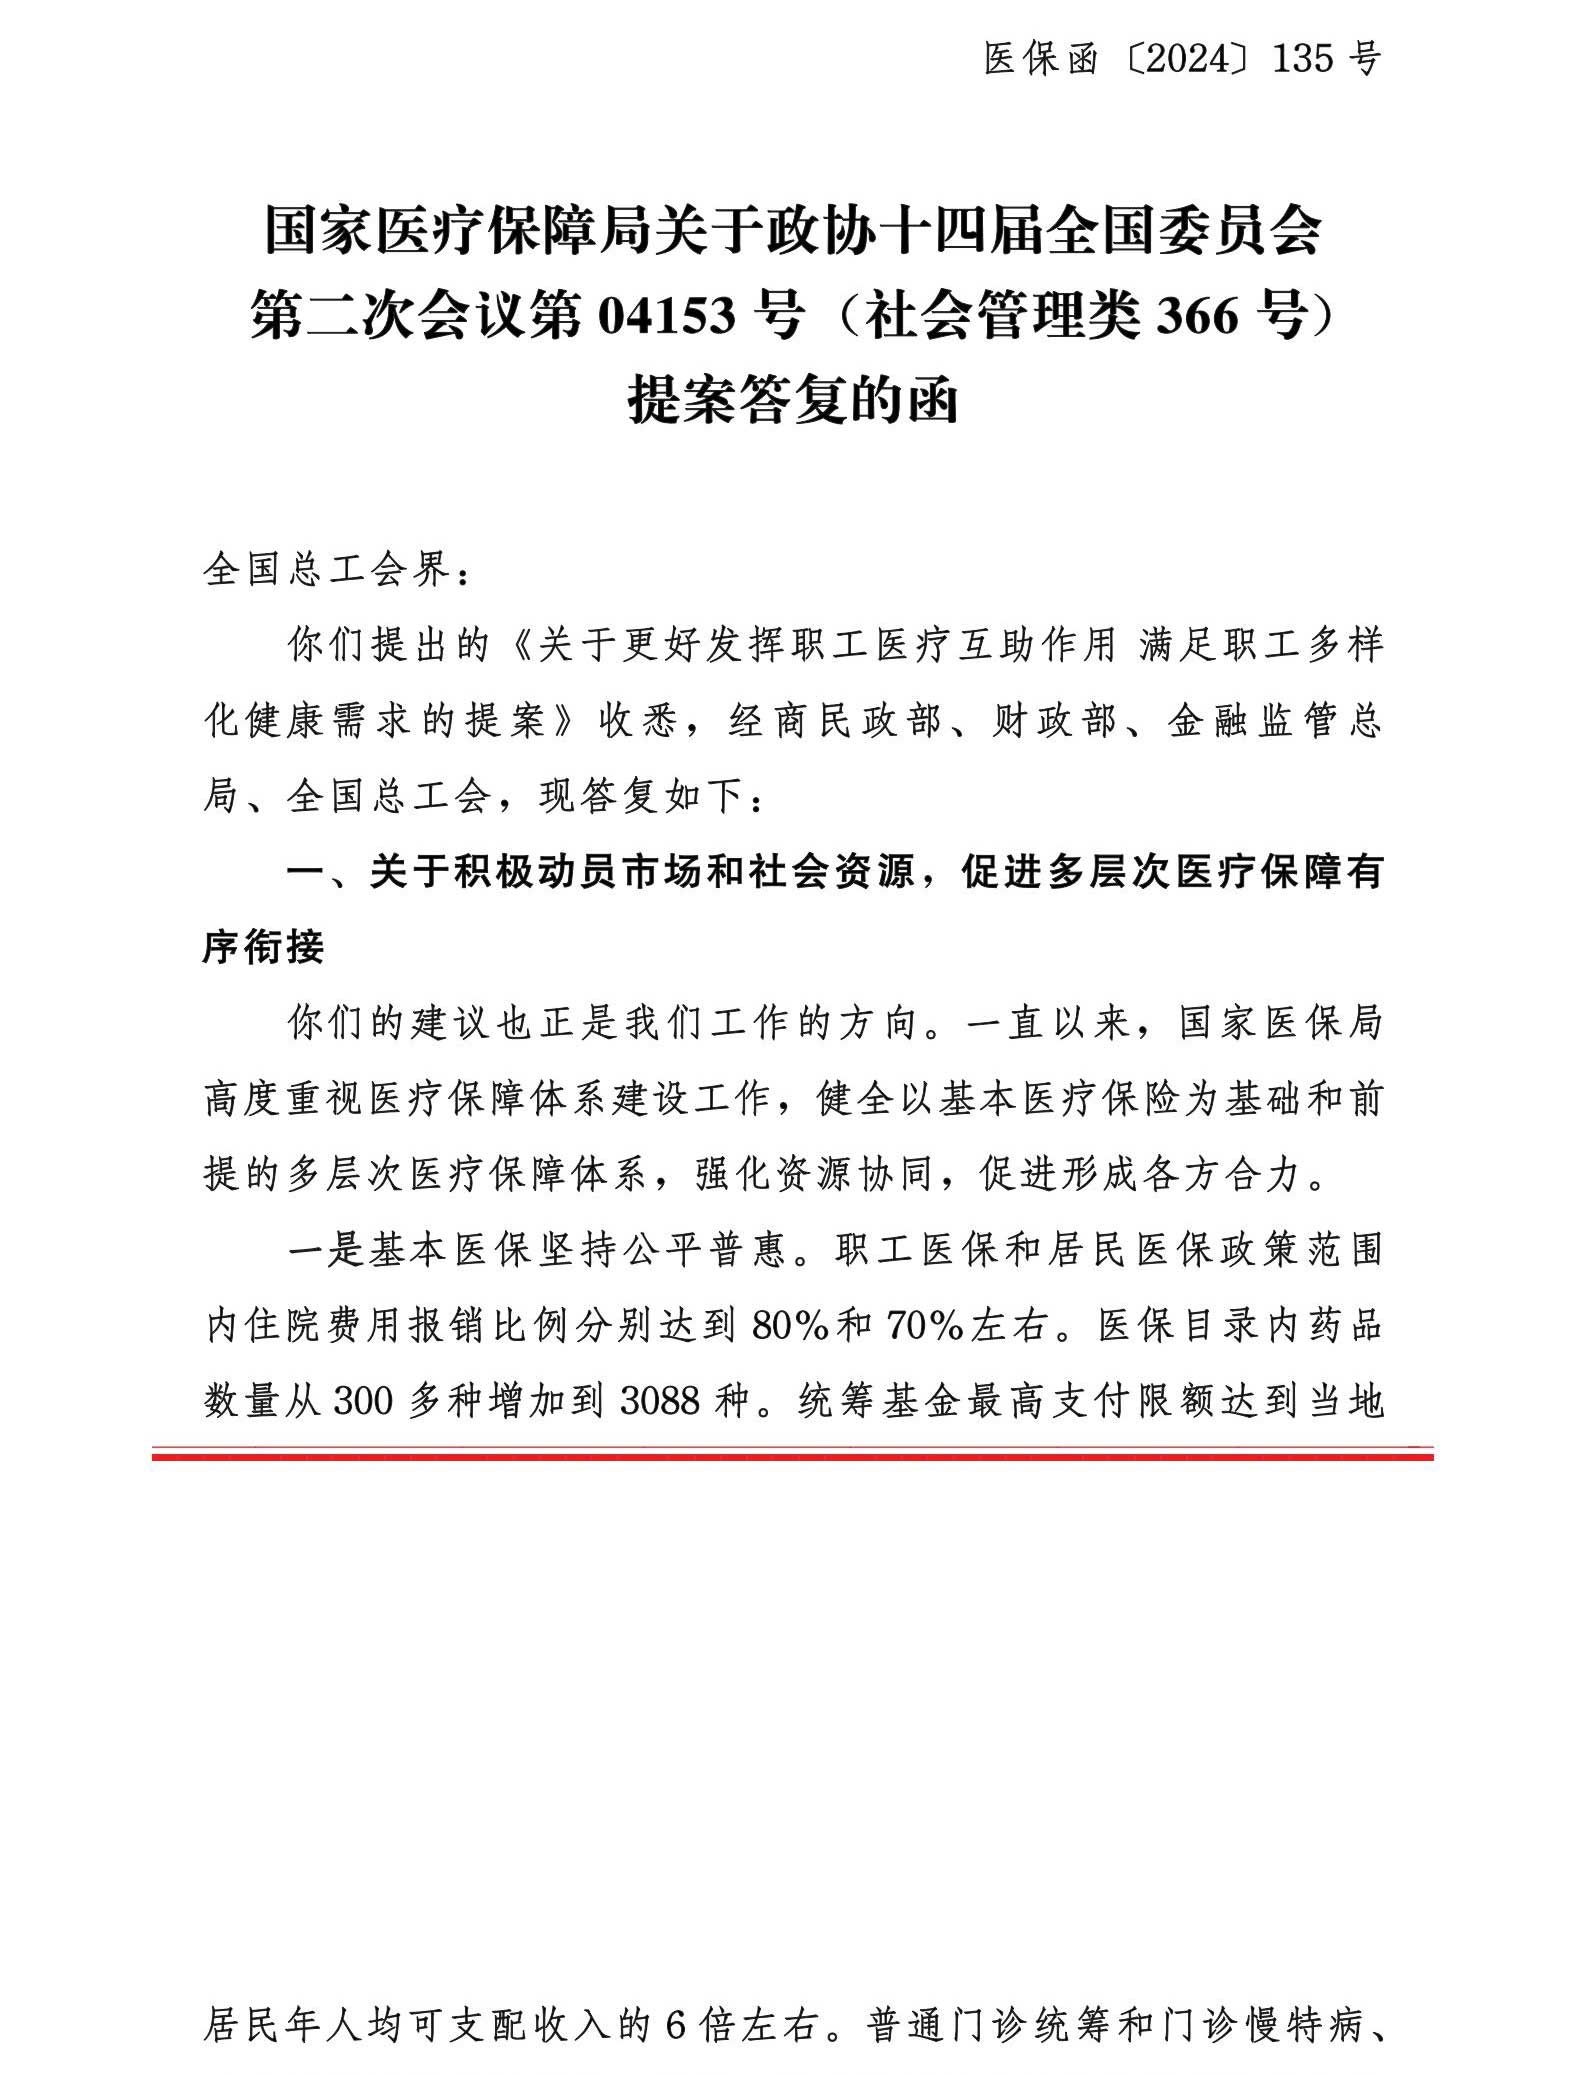 医保函〔2024〕135 号
国家医疗保障局关于政协十四届全国委员会
第二次会议第 04153 号（社会管理类 366 号）
提案答复的函
全国总工会界：
你们提出的《关于更好发挥职工医疗互助作用 满足职工多样
化健康需求的提案》收悉，经商民政部、财政部、金融监管总
局、全国总工会，现答复如下：
一、关于积极动员市场和社会资源，促进多层次医疗保障有
序衔接
你们的建议也正是我们工作的方向。一直以来，国家医保局
高度重视医疗保障体系建设工作，健全以基本医疗保险为基础和前
提的多层次医疗保障体系，强化资源协同，促进形成各方合力。
一是基本医保坚持公平普惠。职工医保和居民医保政策范围
内住院费用报销比例分别达到 80%和 70%左右。医保目录内药品
数量从 300 多种增加到 3088 种。统筹基金最高支付限额达到当地
居民年人均可支配收入的 6 倍左右。普通门诊统筹和门诊慢特病、